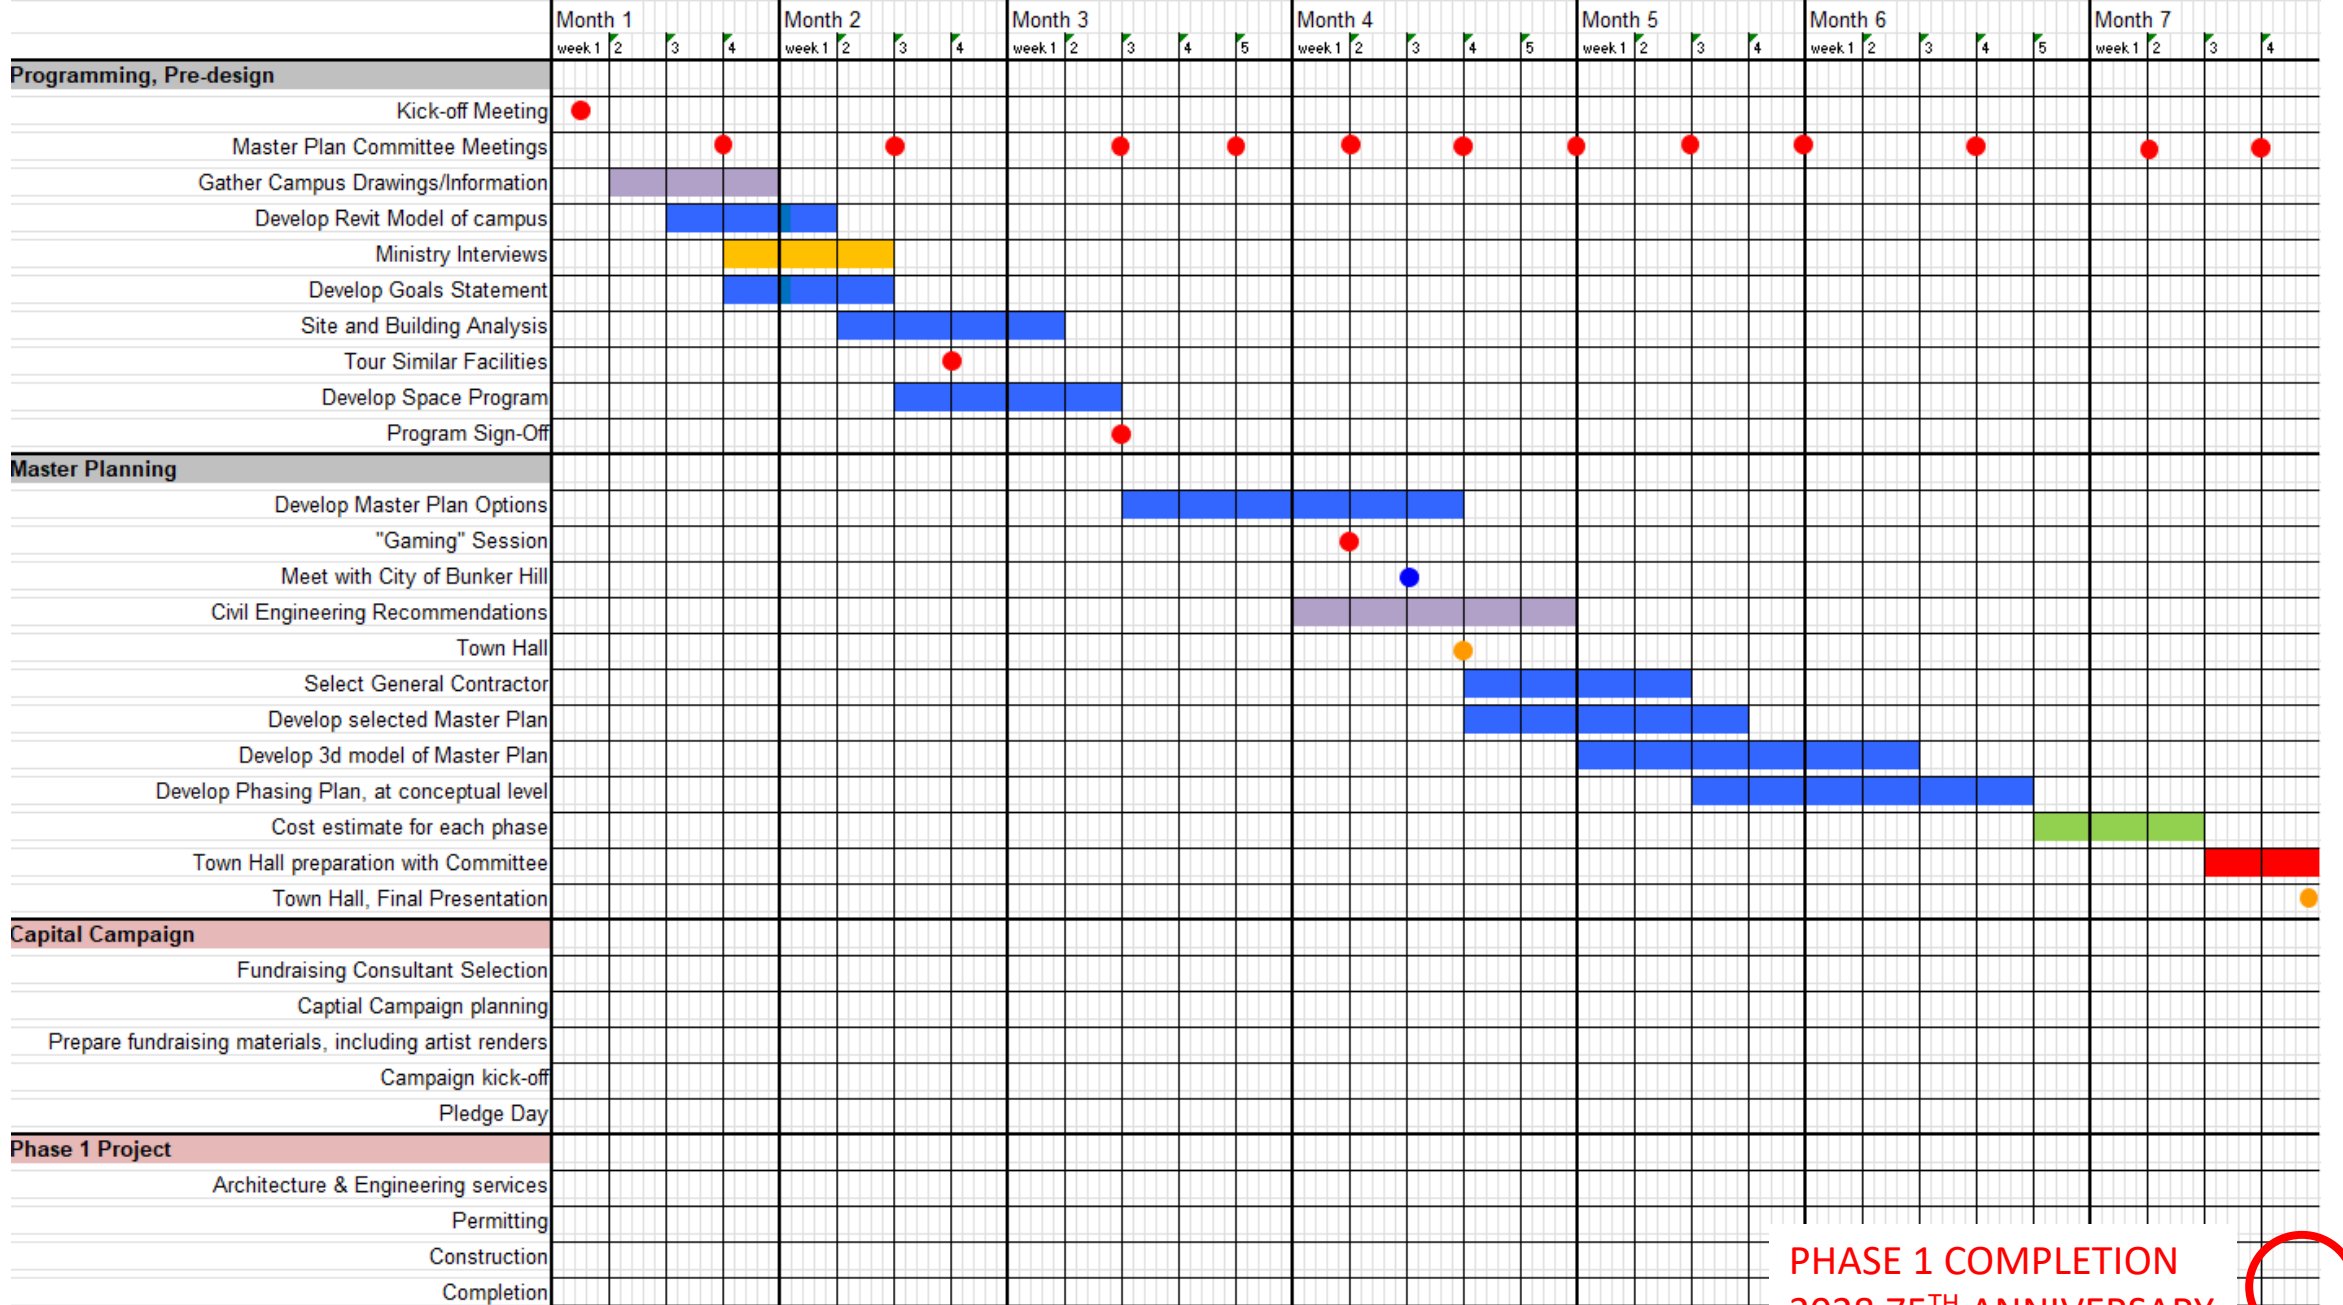 Month 1 Month 2 Month 3 Month 4 Month 5 Month 6 Month 7
week 1 2 3 4 week 1 2 3 4 week 1 2 3 4 5 week 1 2 3 4 5 week 1 2 3 4 week 1 2 3 4 5 week 1 2 3 4
Programming, Pre-design
Kick-off Meeting
Master Plan Committee Meetings
Gather Campus Drawings/Information
Develop Revit Model of campus
Ministry Interviews
Develop Goals Statement
Site and Building Analysis
Tour Similar Facilities
Develop Space Program
Program Sign-Off
Master Planning
Develop Master Plan Options
"Gaming" Session
Meet with City of Bunker Hill
Civil Engineering Recommendations
Town Hall
Select General Contractor
Develop selected Master Plan
Develop 3d model of Master Plan
Develop Phasing Plan, at conceptual level
Cost estimate for each phase
Town Hall preparation with Committee
Town Hall, Final Presentation
Capital Campaign
Fundraising Consultant Selection
Captial Campaign planning
Prepare fundraising materials, including artist renders
Campaign kick-off
Pledge Day
Phase 1 Project
Architecture & Engineering services
Permitting
Construction
Completion
PHASE 1 COMPLETION
2028 75TH ANNIVERSARY